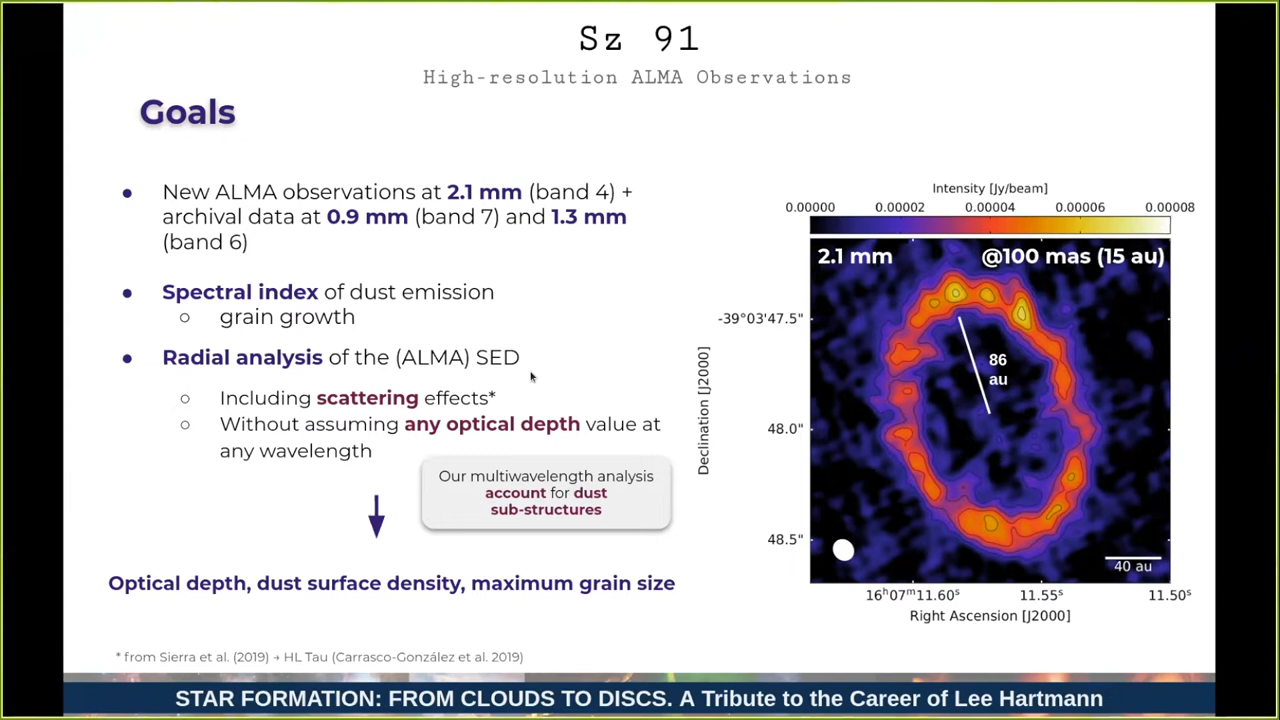 Sz 91
High-resolution ALMA Observations
Goals
● New ALMA observations at 2.1 mm (band 4) +
archival data at 0.9 mm (band 7) and 1.3 mm
(band 6)
● Spectral index of dust emission
○ grain growth
● Radial analysis of the (ALMA) SED
○ Including scattering effects*
○ Without assuming any optical depth value at
any wavelength
Our multiwavelength analysis
account for dust
sub-structures
Optical depth, dust surface density, maximum grain size
* from Sierra et al. (2019) → HL Tau (Carrasco-González et al. 2019)
Intensity [Jy/beam]
0.00000 0.00002 0.00004 0.00006 0.00008
2.1 mm @100 mas (15 au)
-39°03'47.5"
86
au
Declination [J2000]
48.0"
48.5"
40 au
16ʰ07ᵐ11.60ˢ 11.55ˢ 11.50ˢ
Right Ascension [J2000]
STAR FORMATION: FROM CLOUDS TO DISCS. A Tribute to the Career of Lee Hartmann